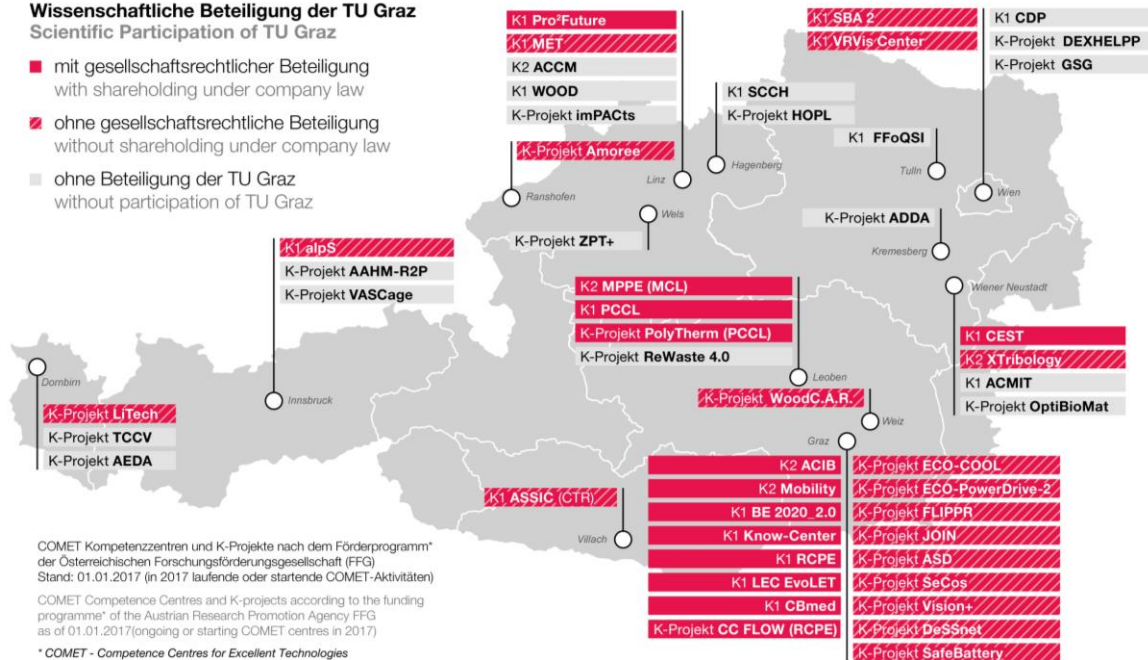 Wissenschaftliche Beteiligung der TU Graz
Scientific Participation of TU Graz
mit gesellschaftsrechtlicher Beteiligung
with shareholding under company law
ohne gesellschaftsrechtliche Beteiligung
without shareholding under company law
ohne Beteiligung der TU Graz
without participation of TU Graz
K1 Pro²Future
K1 MET
K2 ACCM
K1 WOOD
K-Projekt imPACts
Linz
K1 SCCH
K-Projekt HOPL
Hagenberg
K1 SBA 2
K1 VRVis Center
K1 CDP
K-Projekt DEXHELPP
K-Projekt GSG
Wien
K1 FFoQSI
Tulln
K-Projekt Amoree
Ranshofen
Wels
K-Projekt ZPT+
K-Projekt ADDA
Kremesberg
K1 alpS
K-Projekt AAHM-R2P
K-Projekt VASCage
Innsbruck
K2 MPPE (MCL)
K1 PCCL
K-Projekt PolyTherm (PCCL)
K-Projekt ReWaste 4.0
Leoben
Wiener Neustadt
K1 CEST
K2 XTribology
K1 ACMIT
K-Projekt OptiBioMat
Dornbirn
K-Projekt LiTech
K-Projekt TCCV
K-Projekt AEDA
K-Projekt WoodC.A.R.
Weiz
Graz
K2 ACIB
K2 Mobility
K1 BE 2020_2.0
K1 Know-Center
K1 RCPE
K1 LEC EvoLET
K1 CBmed
K-Projekt CC FLOW (RCPE)
K-Projekt ECO-COOL
K-Projekt ECO-PowerDrive-2
K-Projekt FLIPPR
K-Projekt JOIN
K-Projekt ASD
K-Projekt SeCos
K-Projekt Vision+
K-Projekt DeSSnet
K-Projekt SafeBattery
K1 ASSIC (CTR)
Villach
COMET Kompetenzzentren und K-Projekte nach dem Förderprogramm*
der Österreichischen Forschungsförderungsgesellschaft (FFG)
Stand: 01.01.2017 (in 2017 laufende oder startende COMET-Aktivitäten)
COMET Competence Centres and K-projects according to the funding
programme* of the Austrian Research Promotion Agency FFG
as of 01.01.2017(ongoing or starting COMET centres in 2017)
* COMET - Competence Centres for Excellent Technologies